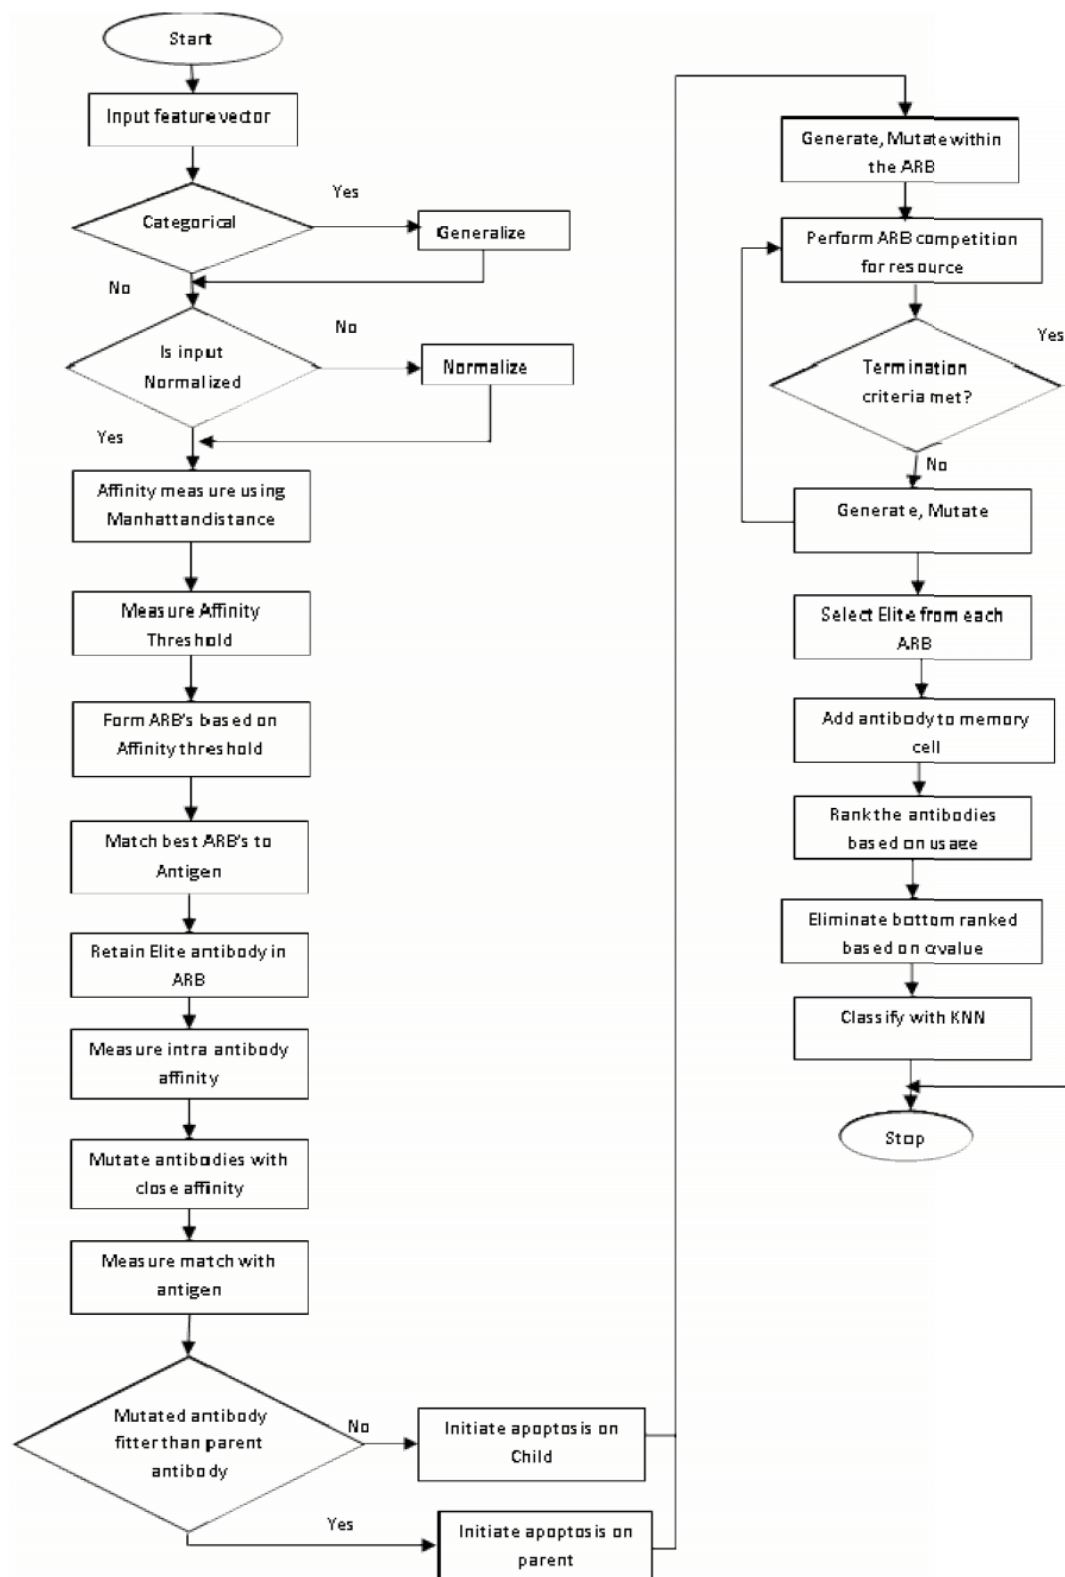 Start
Input feature vector
Categorical
Yes
Generalize
No
Is input
Normalized
No
Normalize
Yes
Affinity measure using
Manhattan distance
Measure Affinity
Threshold
Form ARB's based on
Affinity threshold
Match best ARB's to
Antigen
Retain Elite antibody in
ARB
Measure intra antibody
affinity
Mutate antibodies with
close affinity
Measure match with
antigen
Mutated antibody
fitter than parent
antibody
No
Initiate apoptosis on
Child
Yes
Initiate apoptosis on
parent
Generate, Mutate within
the ARB
Perform ARB competition
for resource
Termination
criteria met?
Yes
No
Generate, Mutate
Select Elite from each
ARB
Add antibody to memory
cell
Rank the antibodies
based on usage
Eliminate bottom ranked
based on αvalue
Classify with KNN
Stop